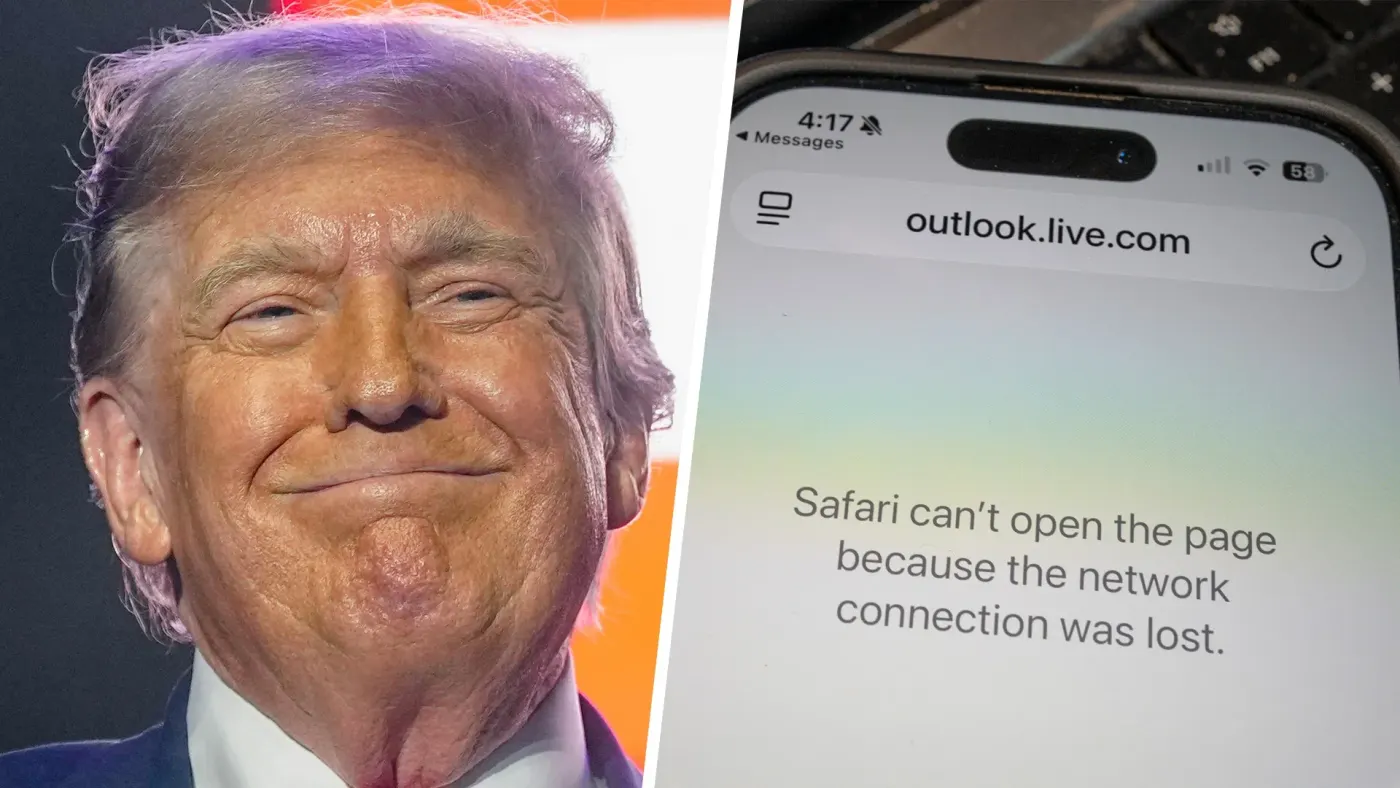 4:17
Messages
58
outlook.live.com
Safari can't open the page
because the network
connection was lost.